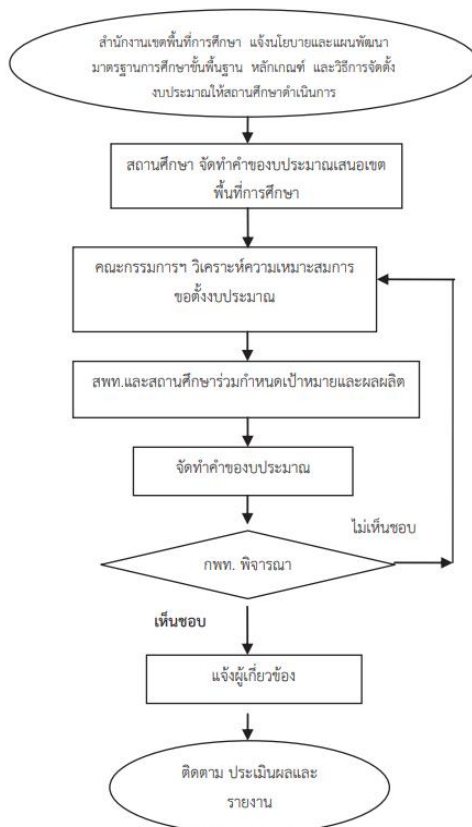 สำนักงานเขตพื้นที่การศึกษา แจ้งนโยบายและแผนพัฒนา
มาตรฐานการศึกษาขั้นพื้นฐาน หลักเกณฑ์ และวิธีการจัดตั้ง
งบประมาณให้สถานศึกษาดำเนินการ
สถานศึกษา จัดทำคำของบประมาณเสนอเขต
พื้นที่การศึกษา
คณะกรรมการฯ วิเคราะห์ความเหมาะสมการ
ขอตั้งงบประมาณ
สพท.และสถานศึกษาร่วมกำหนดเป้าหมายและผลผลิต
จัดทำคำของบประมาณ
ไม่เห็นชอบ
กพท. พิจารณา
เห็นชอบ
แจ้งผู้เกี่ยวข้อง
ติดตาม ประเมินผลและ
รายงาน